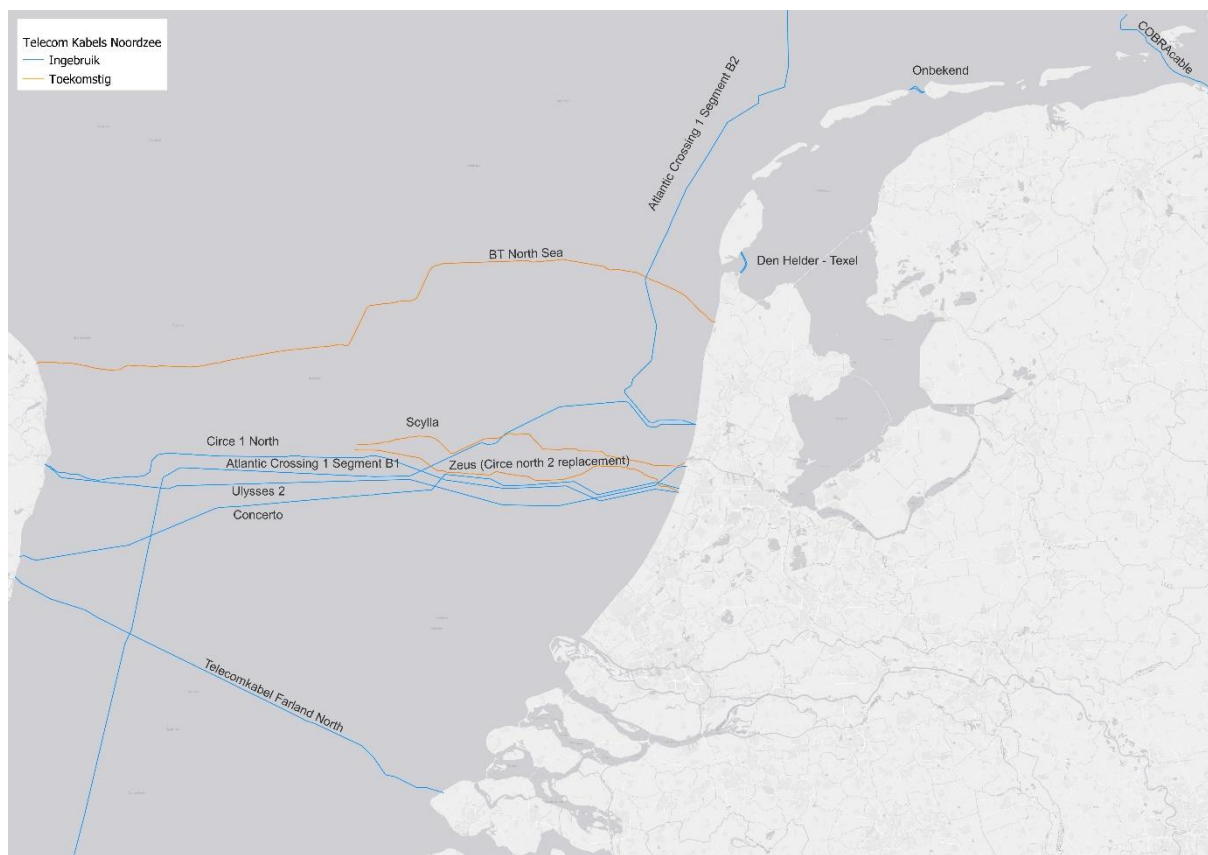 Telecom Kabels Noordzee
Ingebruik
Toekomstig
COBRAcable
Onbekend
Atlantic Crossing 1 Segment B2
BT North Sea
Den Helder - Texel
Scylla
Circe 1 North
Zeus (Circe north 2 replacement)
Atlantic Crossing 1 Segment B1
Ulysses 2
Concerto
Telecomkabel Farland North